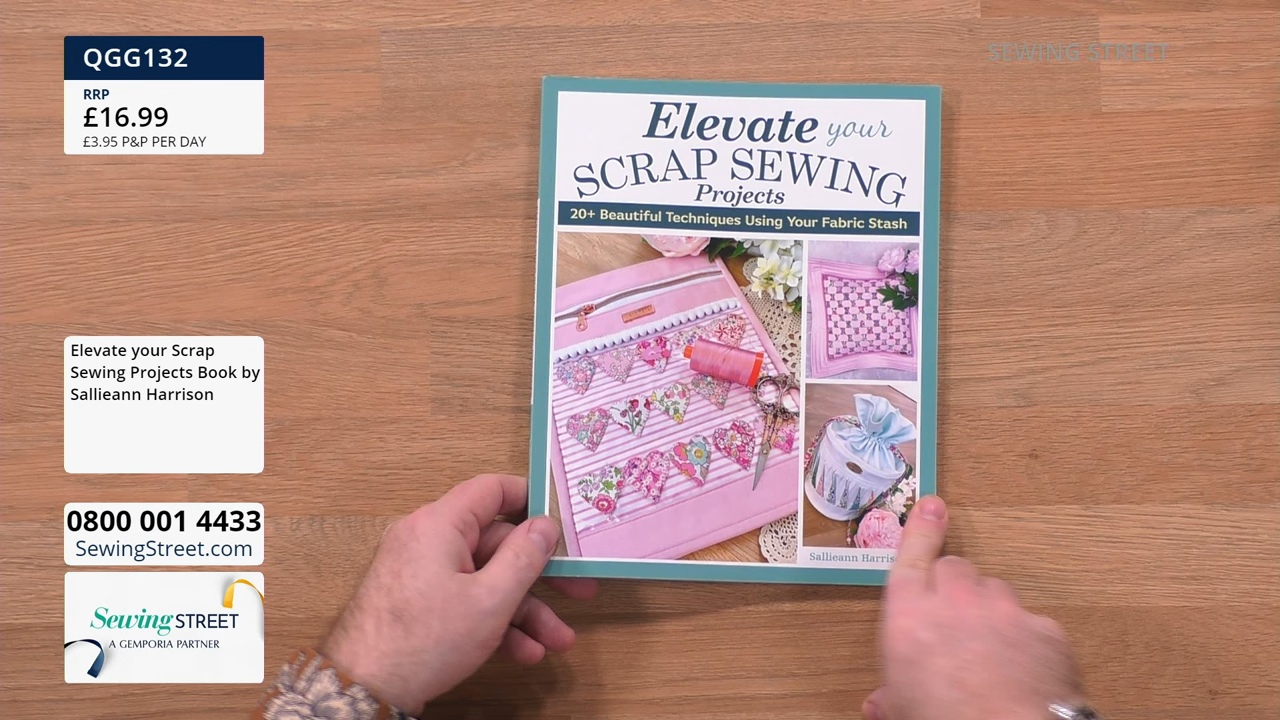 QGG132
RRP
£16.99
£3.95 P&P PER DAY
Elevate your Scrap
Sewing Projects Book by
Sallieann Harrison
0800 001 4433
SewingStreet.com
Sewing STREET
A GEMPORIA PARTNER
SEWING STREET
Elevate your
SCRAP SEWING
Projects
20+ Beautiful Techniques Using Your Fabric Stash
Sallieann